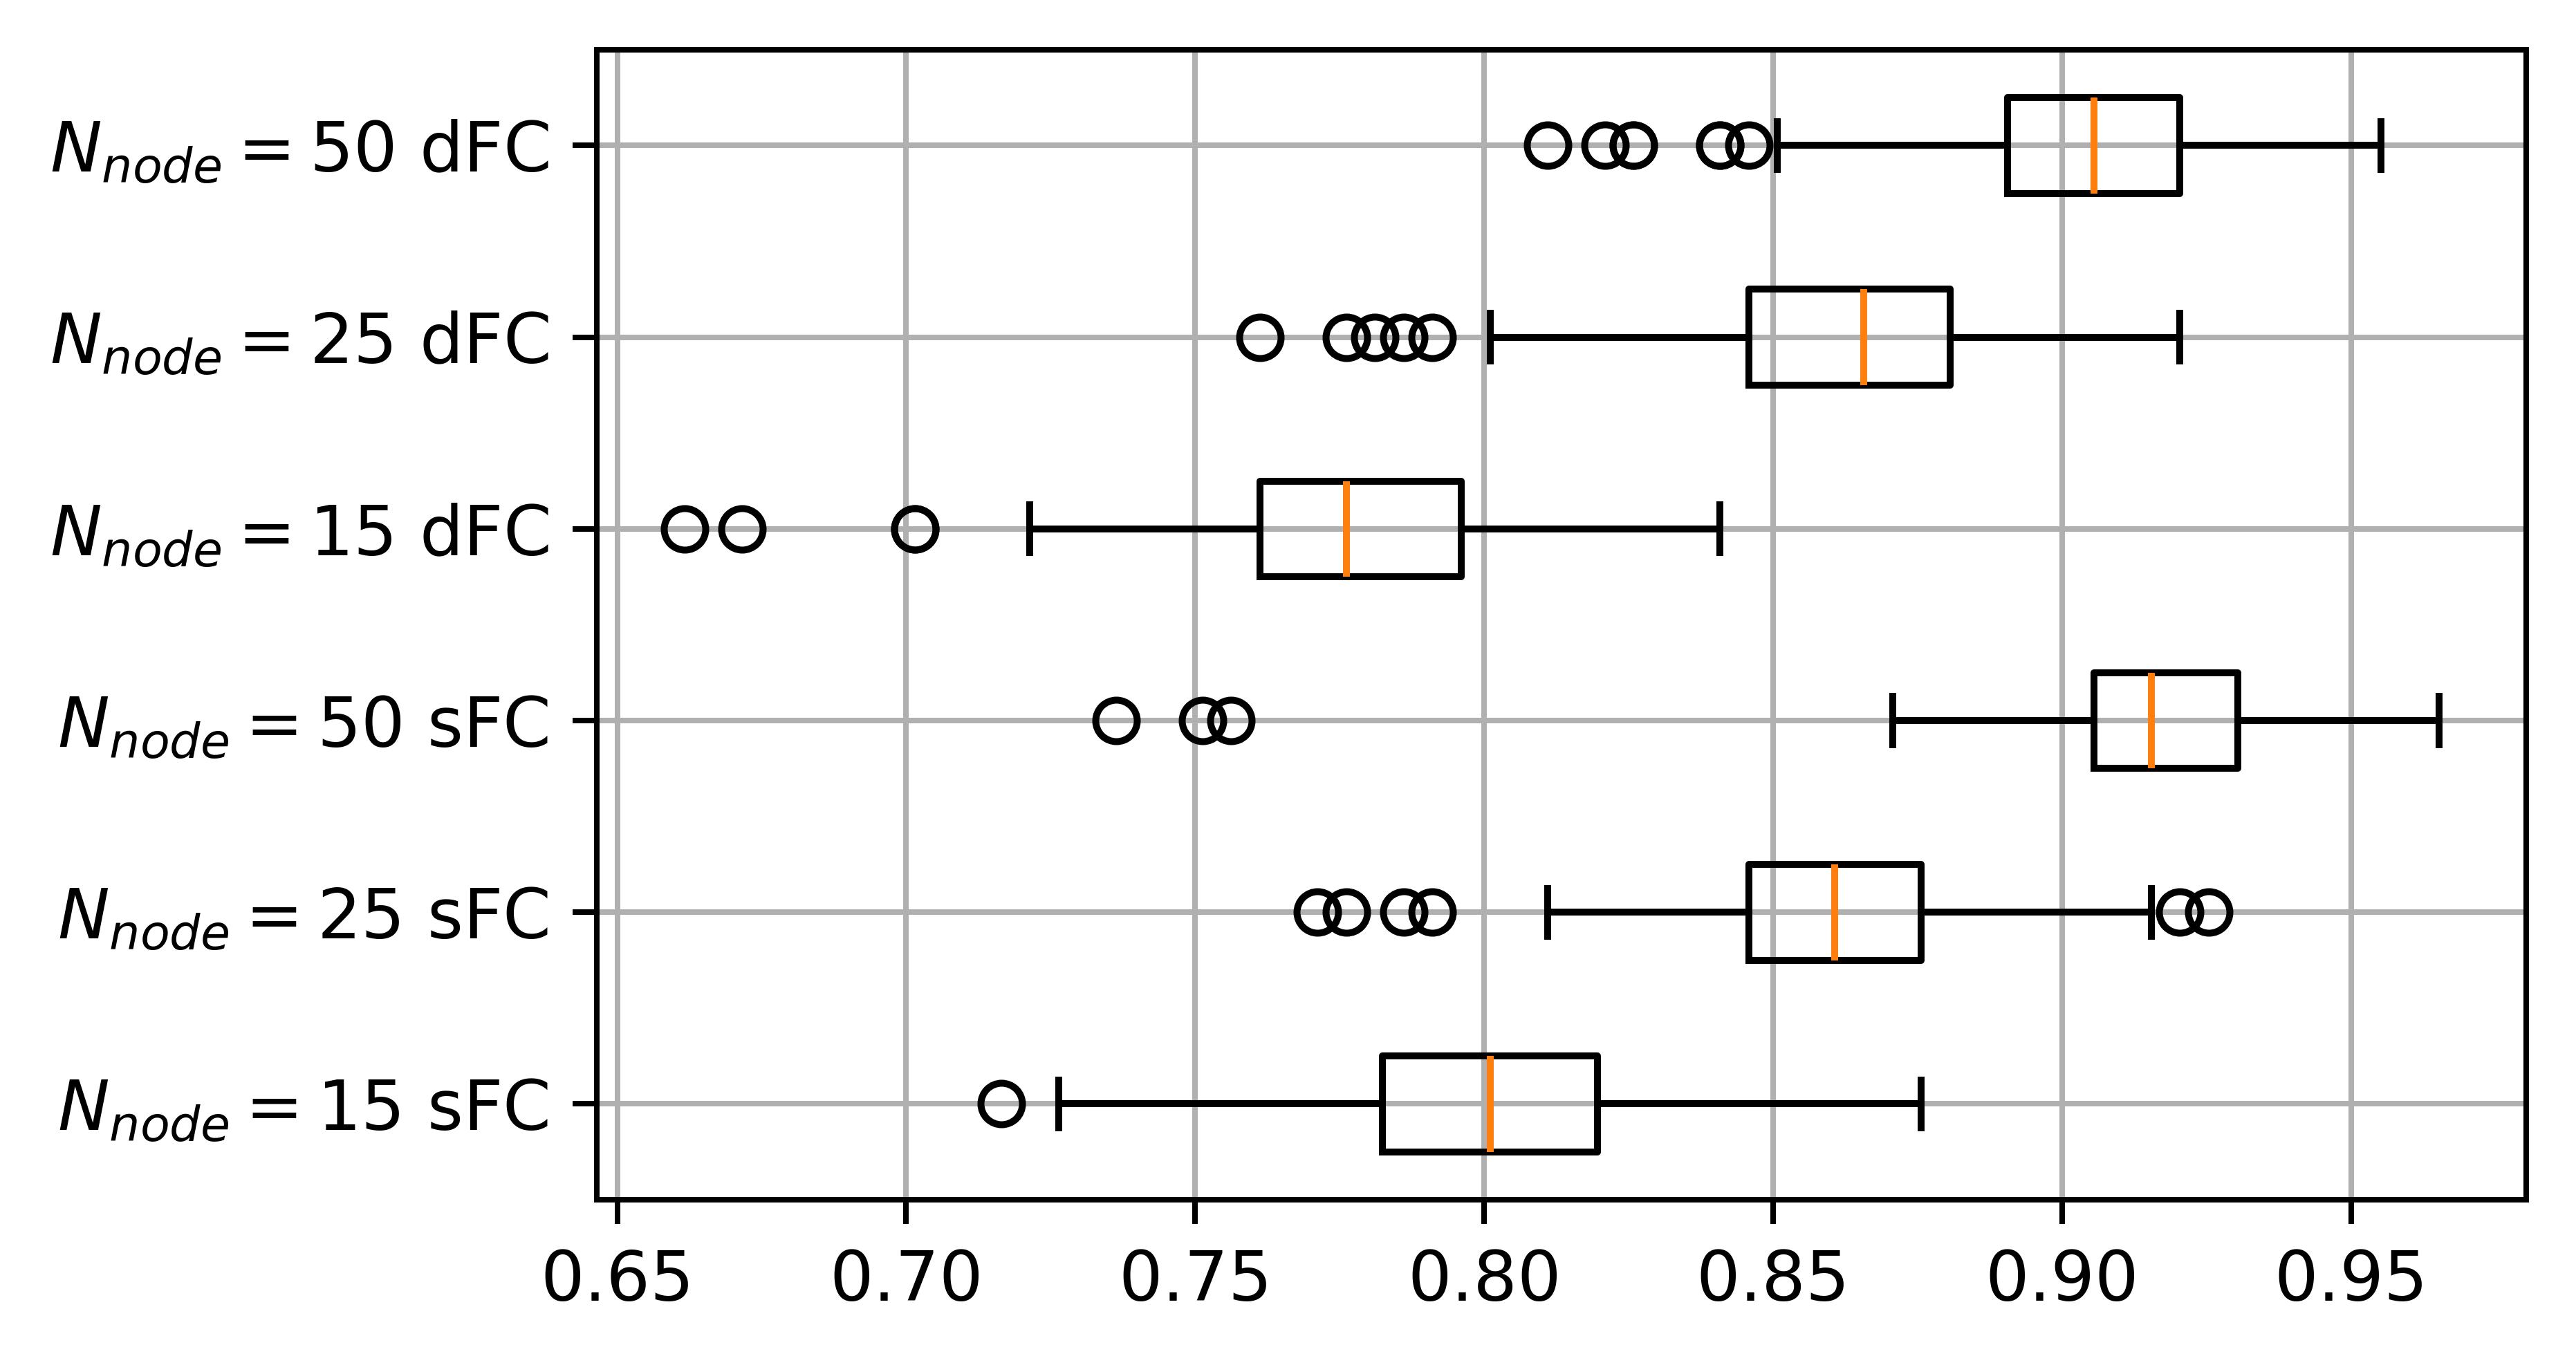 N_node = 50 dFC
N_node = 25 dFC
N_node = 15 dFC
N_node = 50 sFC
N_node = 25 sFC
N_node = 15 sFC
0.65 0.70 0.75 0.80 0.85 0.90 0.95